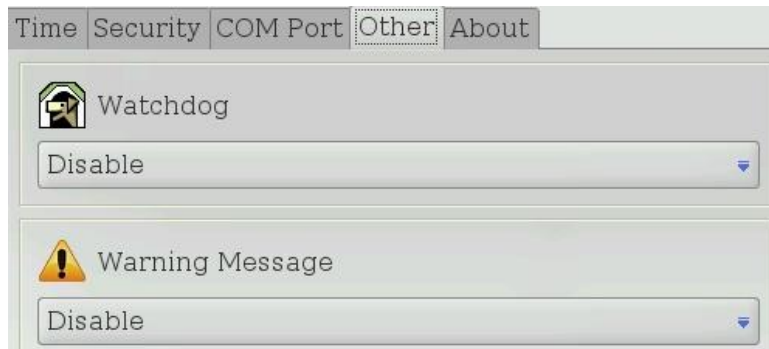 Time Security COM Port Other About
Watchdog
Disable
Warning Message
Disable